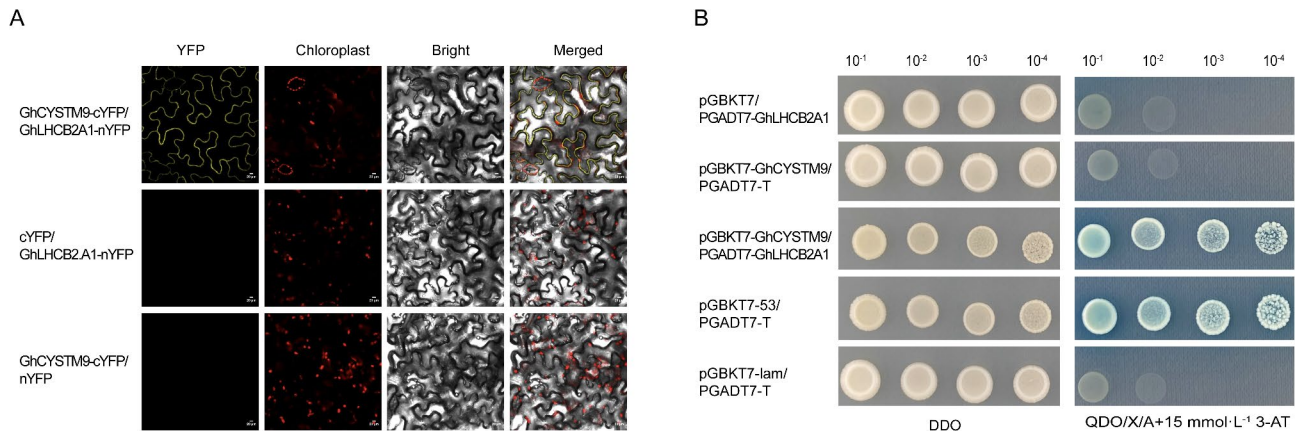 A
YFP
Chloroplast
Bright
Merged
GhCYSTM9-cYFP/
GhLHCB2A1-nYFP
cYFP/
GhLHCB2.A1-nYFP
GhCYSTM9-cYFP/
nYFP
B
10-1
10-2
10-3
10-4
10-1
10-2
10-3
10-4
pGBKT7/
PGADT7-GhLHCB2A1
pGBKT7-GhCYSTM9/
PGADT7-T
pGBKT7-GhCYSTM9/
PGADT7-GhLHCB2A1
pGBKT7-53/
PGADT7-T
pGBKT7-lam/
PGADT7-T
DDO
QDO/X/A+15 mmol·L⁻¹ 3-AT